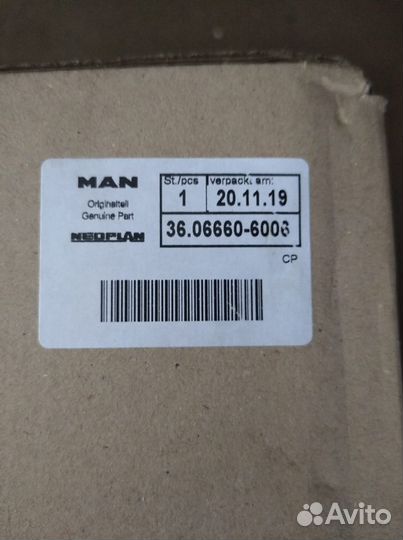 MAN
Originalteil
Genuine Part
NEOPLAN
St./pcs
verpackt am:
1
20.11.19
36.06660-6006
CP
Avito